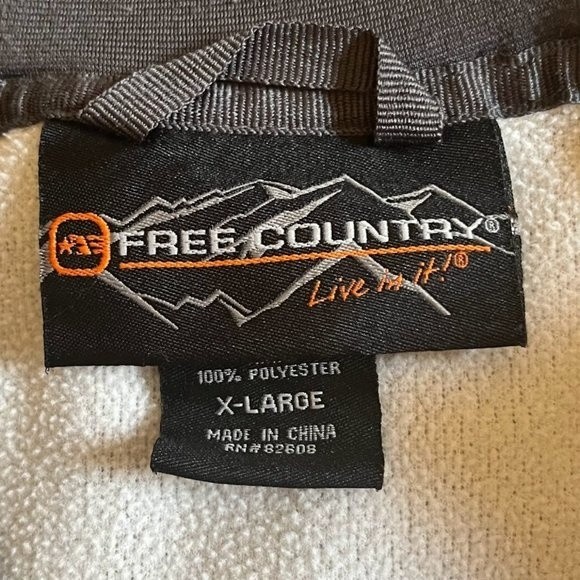 FREE COUNTRY®
Live in it!®
100% POLYESTER
X-LARGE
MADE IN CHINA
RN#82608